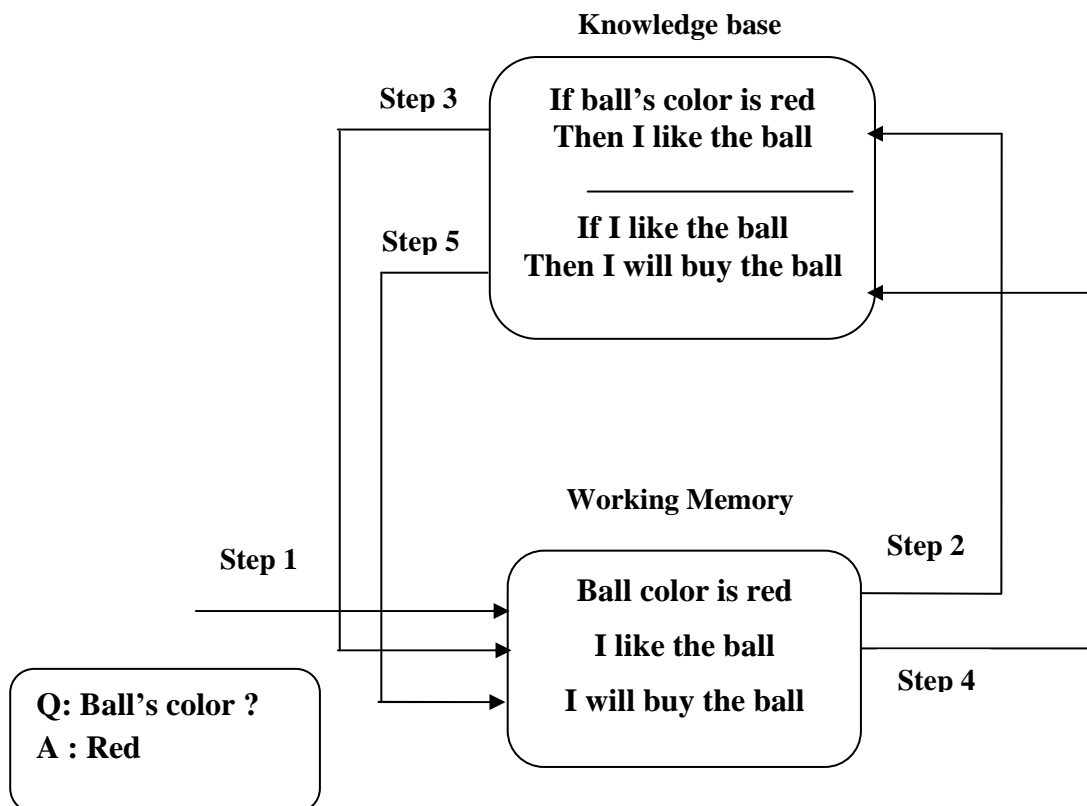 Knowledge base
Step 3
If ball’s color is red
Then I like the ball
Step 5
If I like the ball
Then I will buy the ball
Working Memory
Step 1
Step 2
Ball color is red
I like the ball
I will buy the ball
Step 4
Q: Ball’s color ?
A : Red